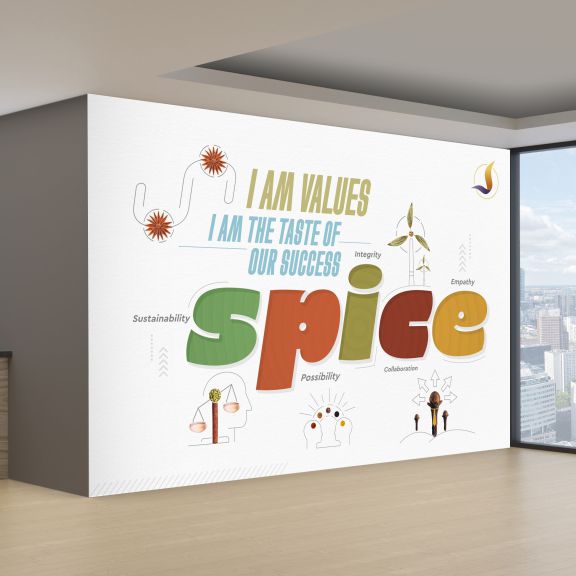 I AM VALUES
I AM THE TASTE OF
OUR SUCCESS
Integrity
Empathy
Sustainability
spice
Possibility
Collaboration